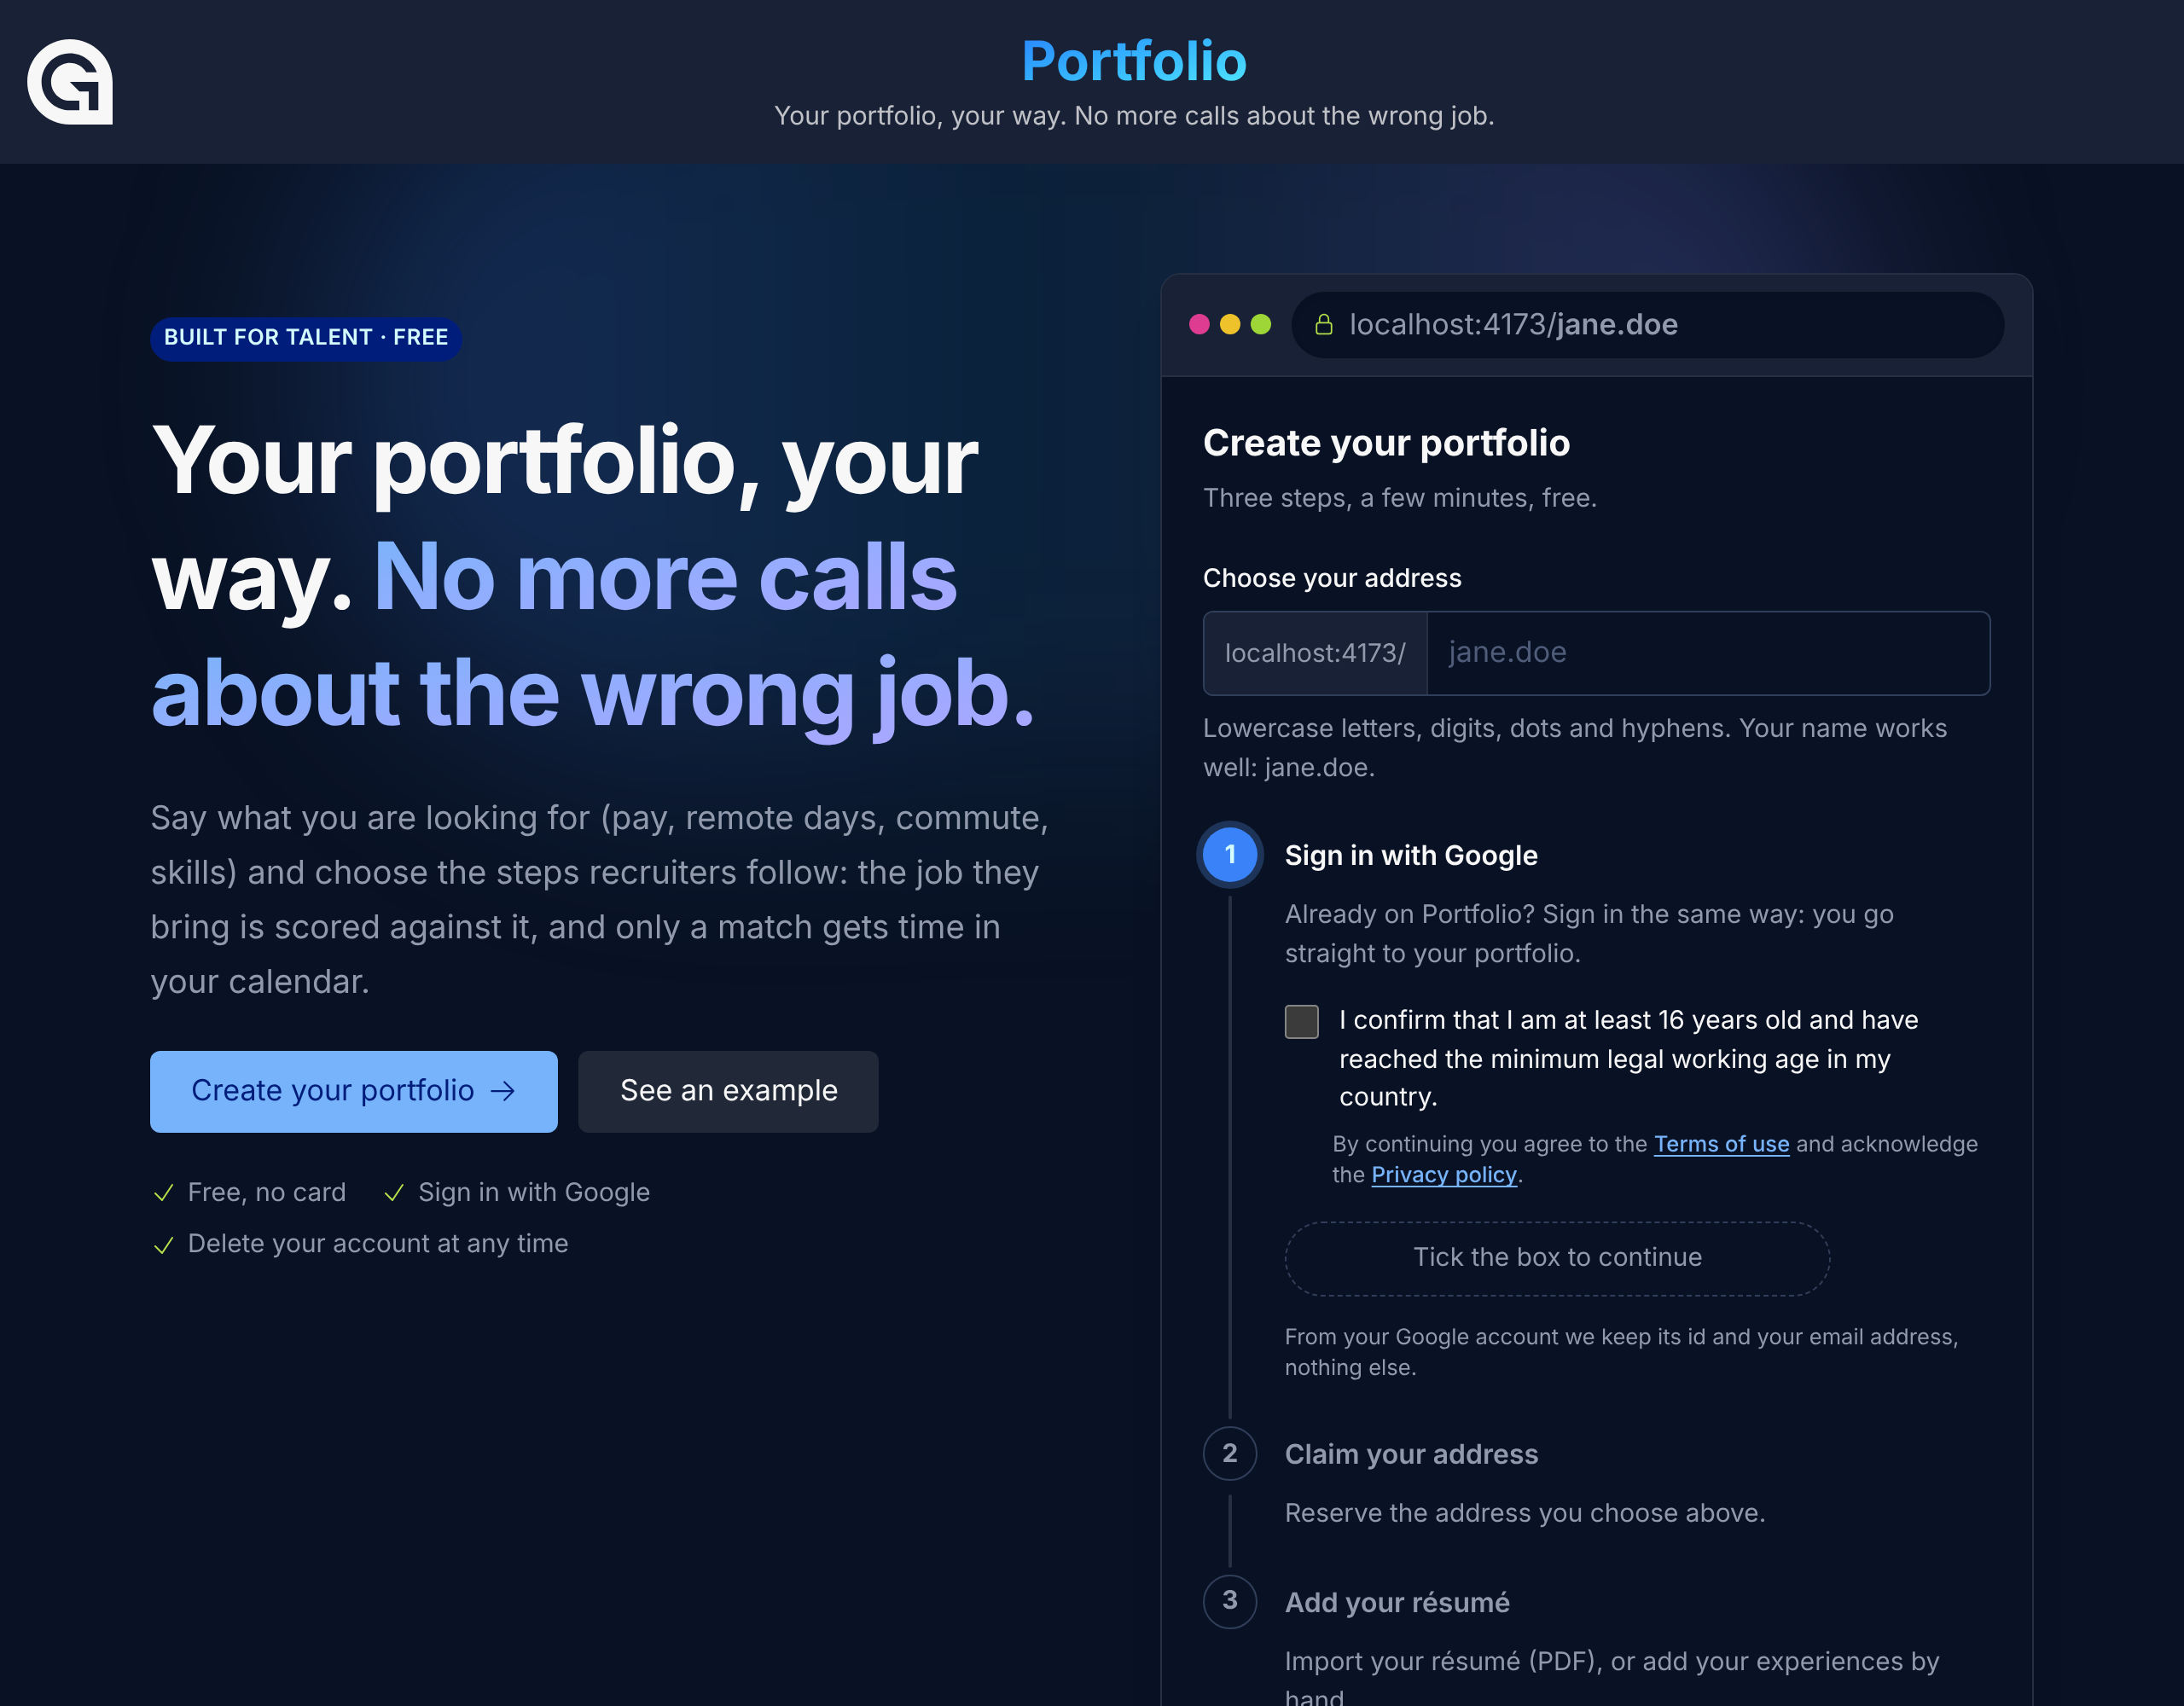 Portfolio
Your portfolio, your way. No more calls about the wrong job.
BUILT FOR TALENT · FREE
Your portfolio, your
way. No more calls
about the wrong job.
Say what you are looking for (pay, remote days, commute,
skills) and choose the steps recruiters follow: the job they
bring is scored against it, and only a match gets time in
your calendar.
Create your portfolio →
See an example
Free, no card
Sign in with Google
Delete your account at any time
localhost:4173/jane.doe
Create your portfolio
Three steps, a few minutes, free.
Choose your address
localhost:4173/ jane.doe
Lowercase letters, digits, dots and hyphens. Your name works
well: jane.doe.
1 Sign in with Google
Already on Portfolio? Sign in the same way: you go
straight to your portfolio.
I confirm that I am at least 16 years old and have
reached the minimum legal working age in my
country.
By continuing you agree to the Terms of use and acknowledge
the Privacy policy.
Tick the box to continue
From your Google account we keep its id and your email address,
nothing else.
2 Claim your address
Reserve the address you choose above.
3 Add your résumé
Import your résumé (PDF), or add your experiences by
hand